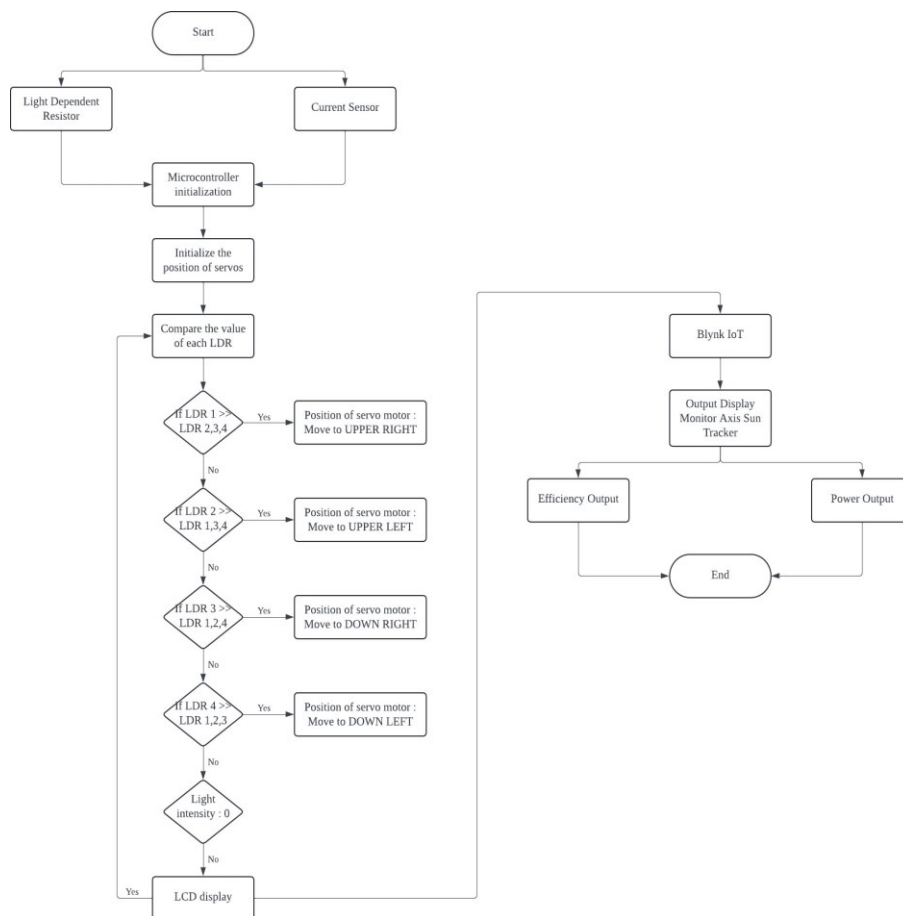 Start
Light Dependent
Resistor
Current Sensor
Microcontroller
initialization
Initialize the
position of servos
Compare the value
of each LDR
If LDR 1 >>
LDR 2,3,4
Yes
Position of servo motor :
Move to UPPER RIGHT
No
If LDR 2 >>
LDR 1,3,4
Yes
Position of servo motor :
Move to UPPER LEFT
No
If LDR 3 >>
LDR 1,2,4
Yes
Position of servo motor :
Move to DOWN RIGHT
No
If LDR 4 >>
LDR 1,2,3
Yes
Position of servo motor :
Move to DOWN LEFT
No
Light
intensity : 0
No
Yes
LCD display
Blynk IoT
Output Display
Monitor Axis Sun
Tracker
Efficiency Output
Power Output
End